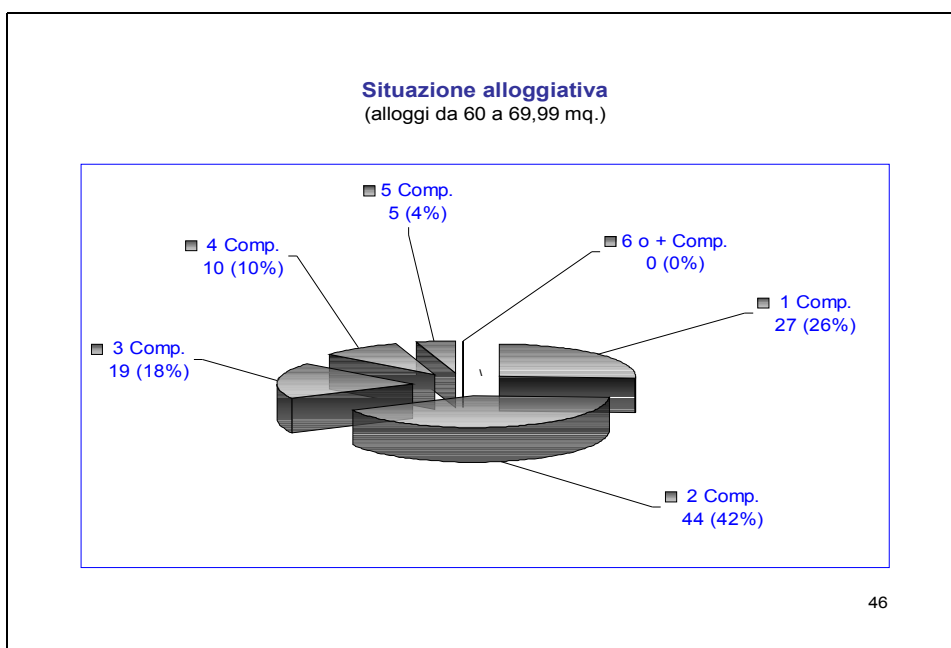 Situazione alloggiativa
(alloggi da 60 a 69,99 mq.)
5 Comp.
5 (4%)
6 o + Comp.
0 (0%)
4 Comp.
10 (10%)
1 Comp.
27 (26%)
3 Comp.
19 (18%)
2 Comp.
44 (42%)
46